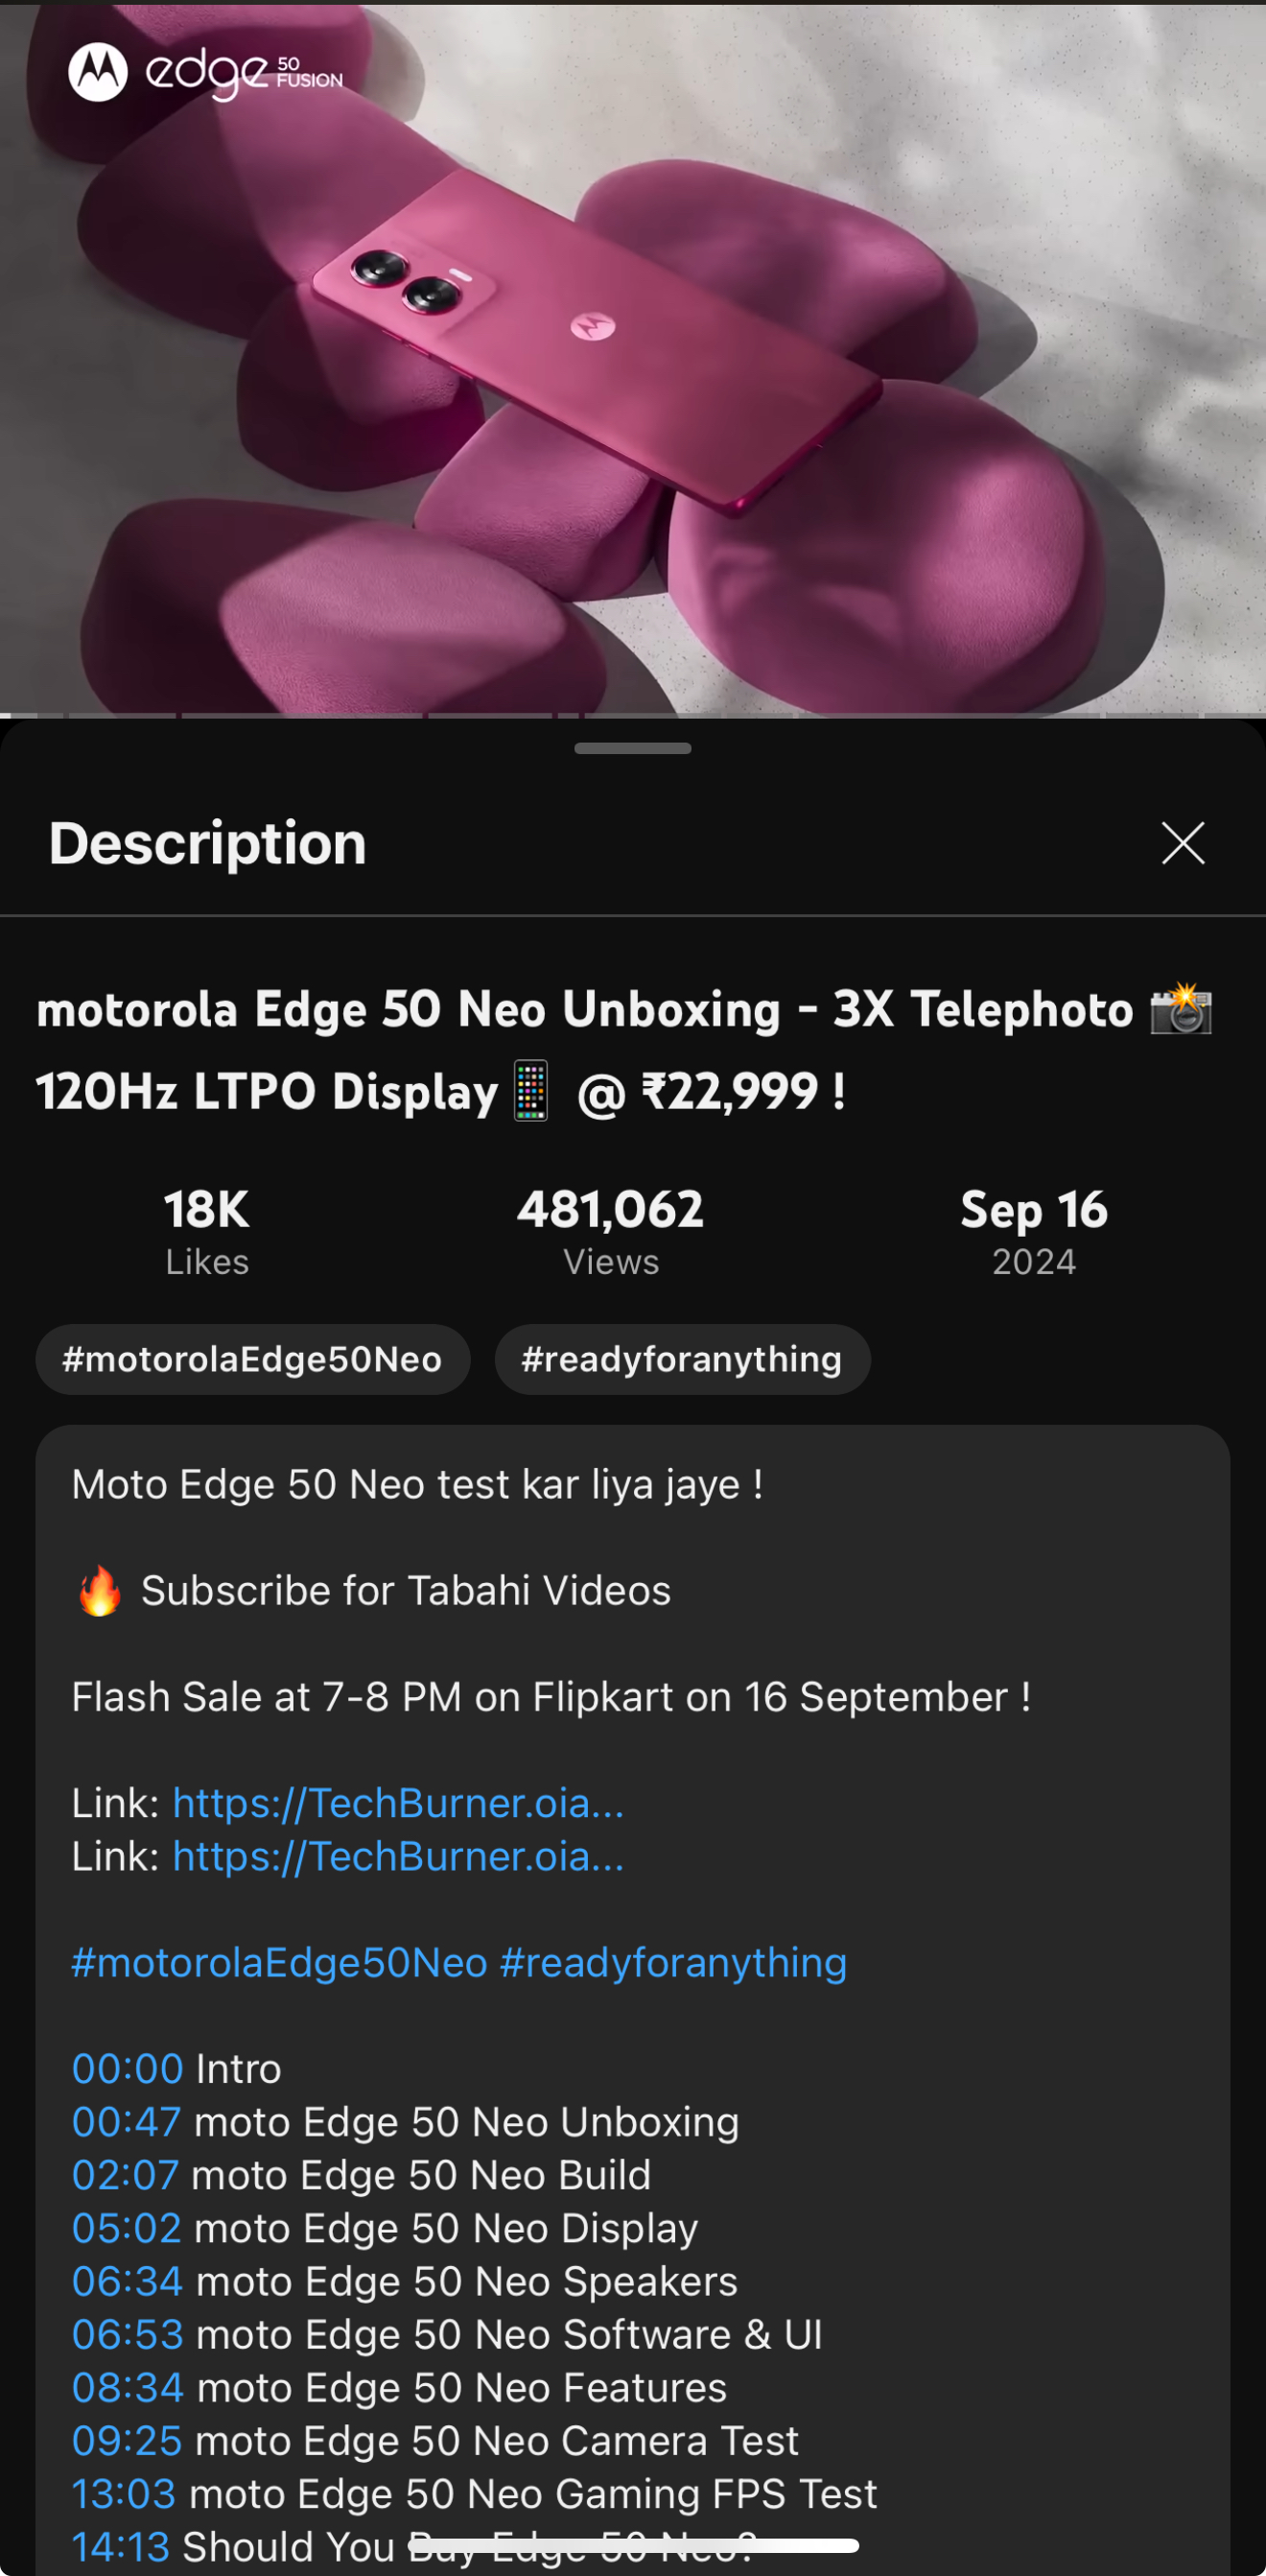 edge 50 FUSION
Description
motorola Edge 50 Neo Unboxing - 3X Telephoto 📸
120Hz LTPO Display📱 @ ₹22,999 !
18K 481,062 Sep 16
Likes Views 2024
#motorolaEdge50Neo #readyforanything
Moto Edge 50 Neo test kar liya jaye !
🔥 Subscribe for Tabahi Videos
Flash Sale at 7-8 PM on Flipkart on 16 September !
Link: https://TechBurner.oia...
Link: https://TechBurner.oia...
#motorolaEdge50Neo #readyforanything
00:00 Intro
00:47 moto Edge 50 Neo Unboxing
02:07 moto Edge 50 Neo Build
05:02 moto Edge 50 Neo Display
06:34 moto Edge 50 Neo Speakers
06:53 moto Edge 50 Neo Software & UI
08:34 moto Edge 50 Neo Features
09:25 moto Edge 50 Neo Camera Test
13:03 moto Edge 50 Neo Gaming FPS Test
14:13 Should You Buy Edge 50 Neo?